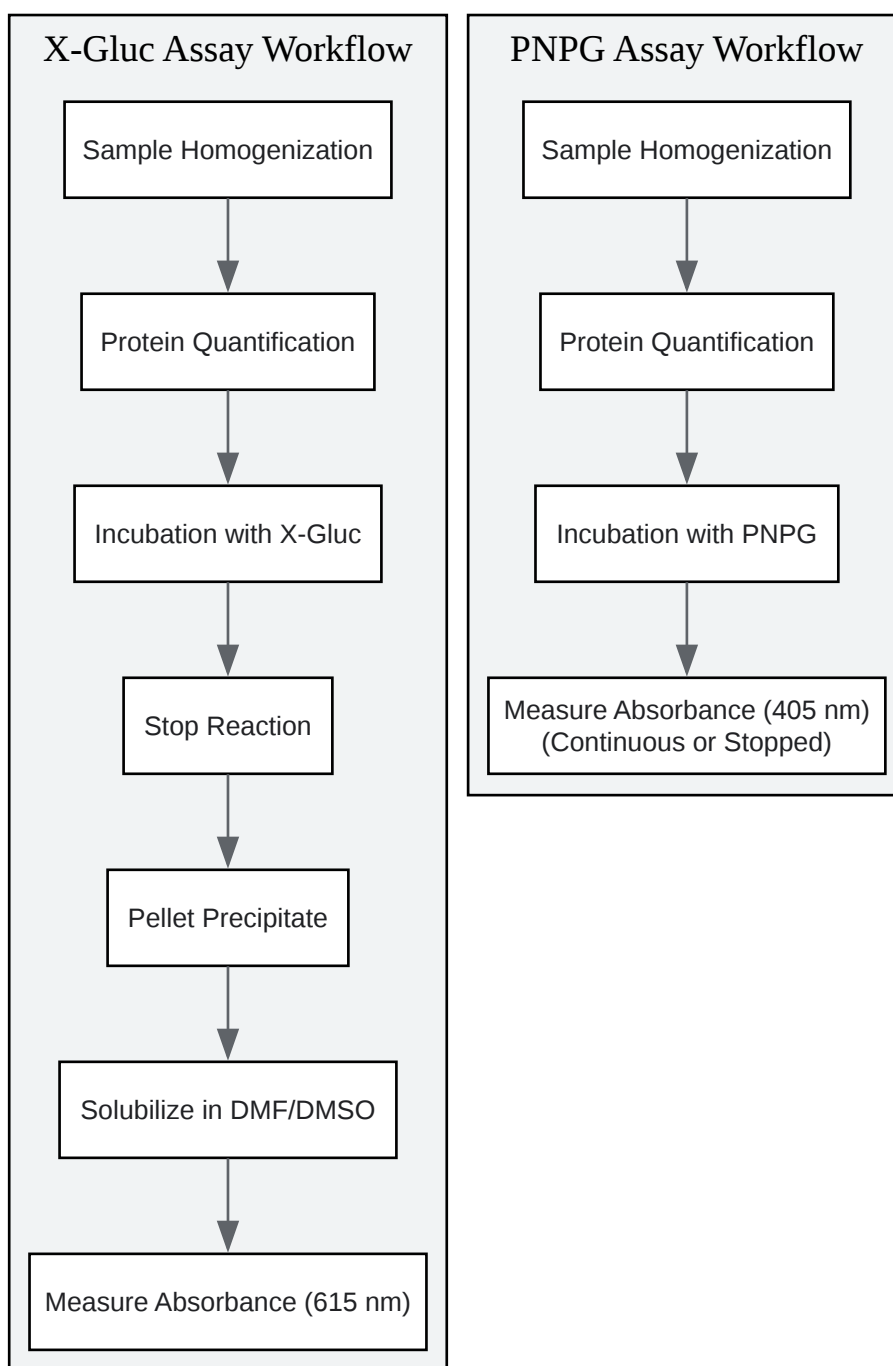 X-Gluc Assay Workflow
Sample Homogenization
Protein Quantification
Incubation with X-Gluc
Stop Reaction
Pellet Precipitate
Solubilize in DMF/DMSO
Measure Absorbance (615 nm)
PNPG Assay Workflow
Sample Homogenization
Protein Quantification
Incubation with PNPG
Measure Absorbance (405 nm)
(Continuous or Stopped)